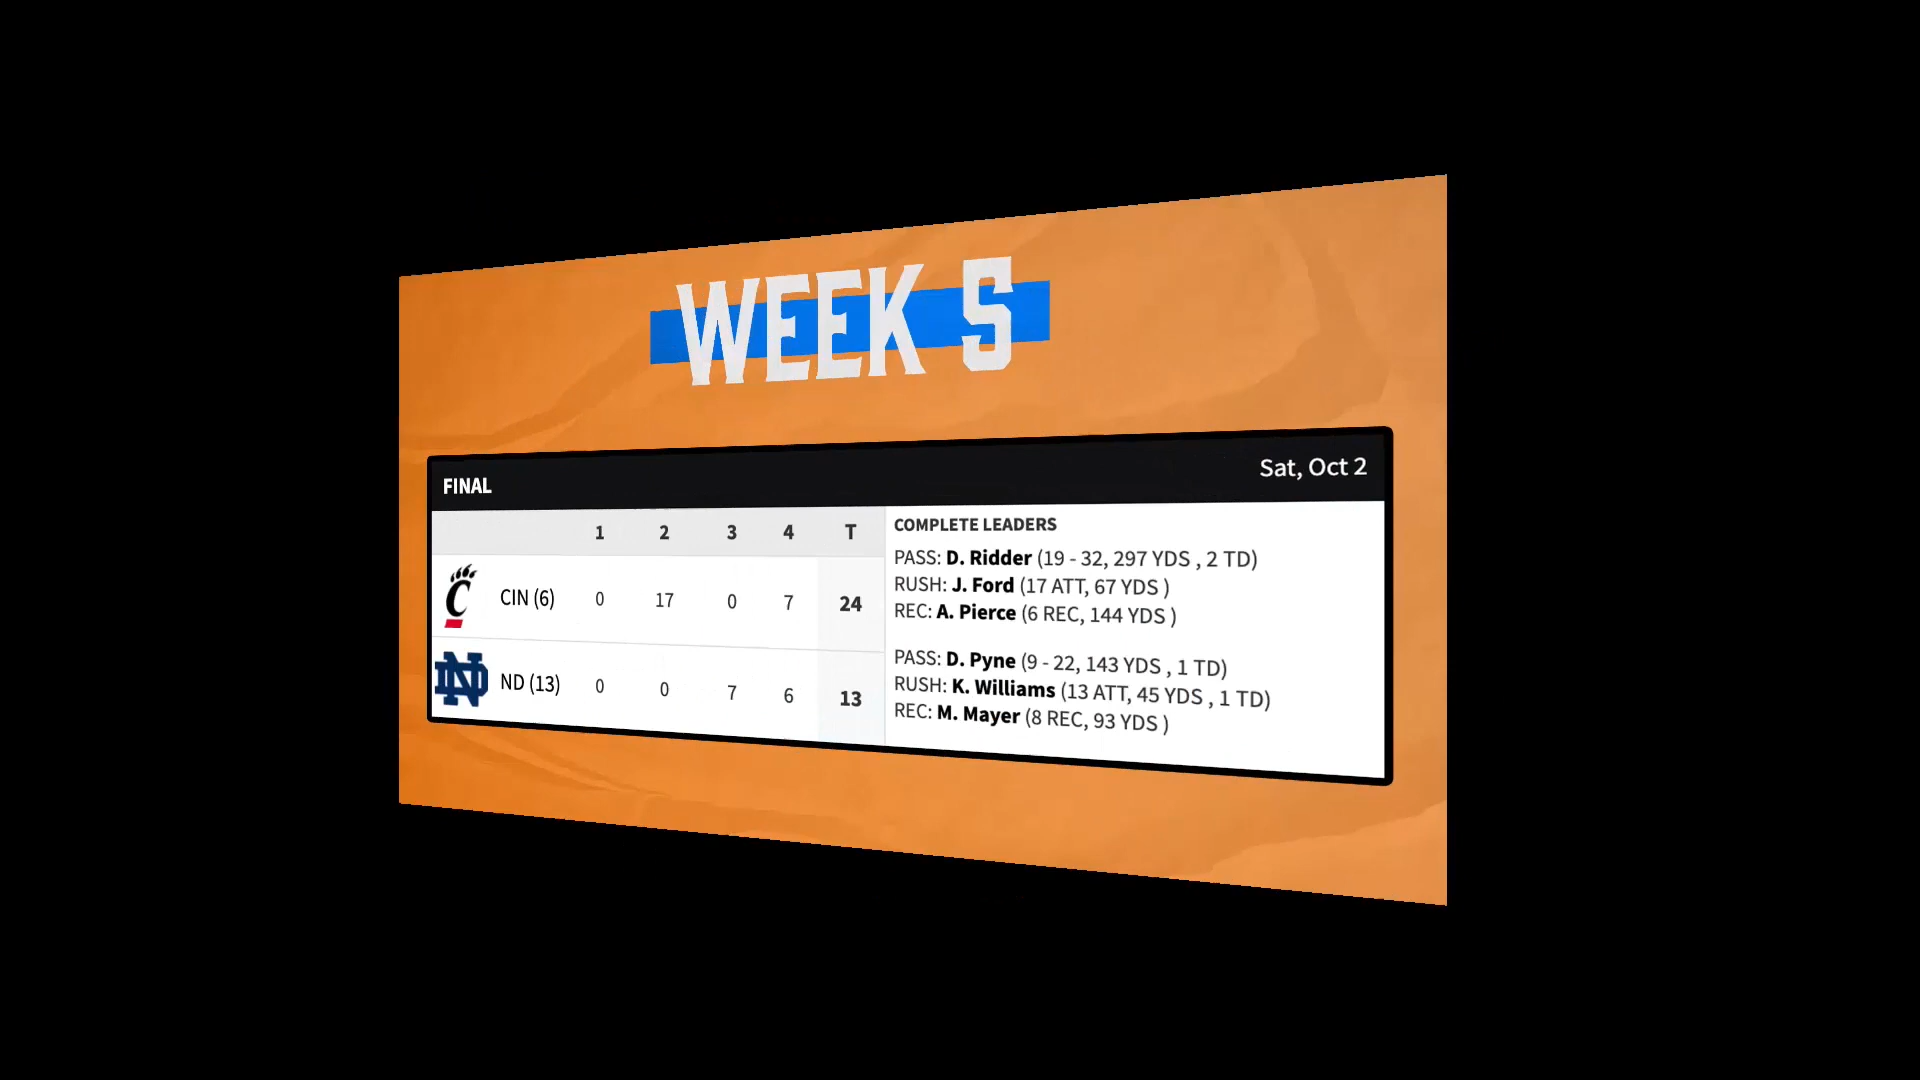 WEEK 5
FINAL
Sat, Oct 2
1 2 3 4 T
CIN (6) 0 17 0 7 24
ND (13) 0 0 7 6 13
COMPLETE LEADERS
PASS: D. Ridder (19 - 32, 297 YDS , 2 TD)
RUSH: J. Ford (17 ATT, 67 YDS )
REC: A. Pierce (6 REC, 144 YDS )
PASS: D. Pyne (9 - 22, 143 YDS , 1 TD)
RUSH: K. Williams (13 ATT, 45 YDS , 1 TD)
REC: M. Mayer (8 REC, 93 YDS )